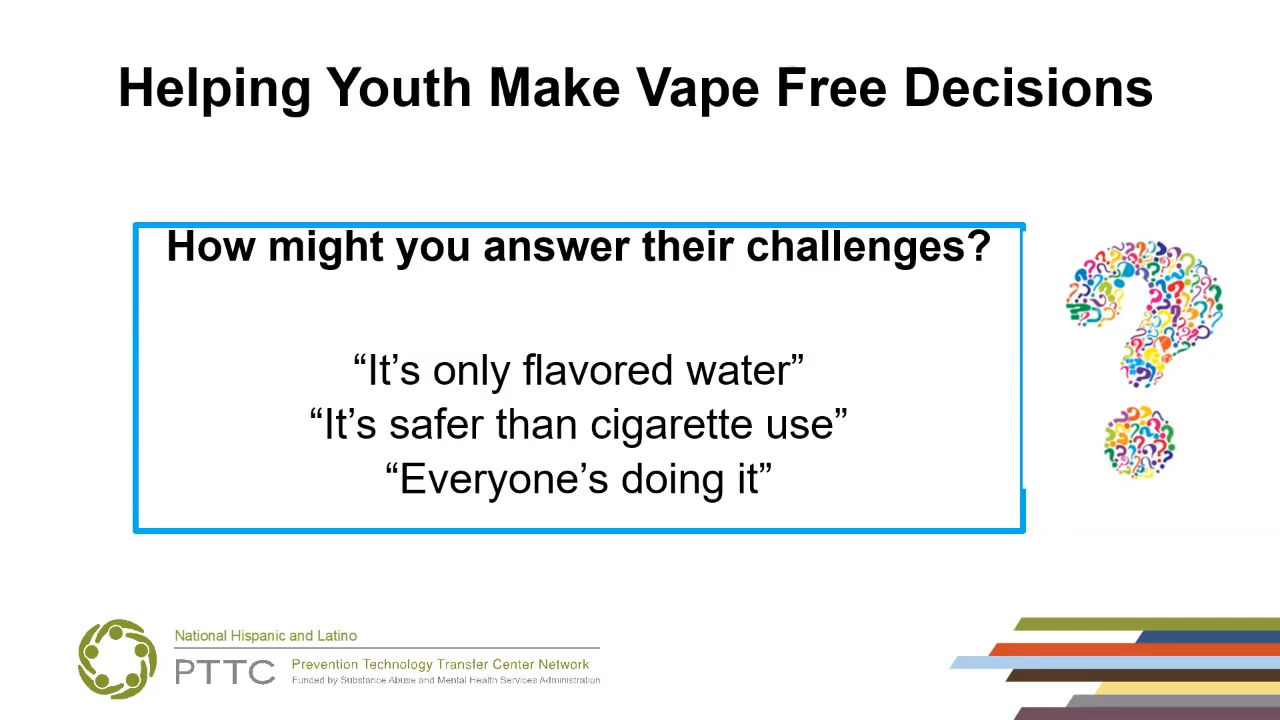 Helping Youth Make Vape Free Decisions
How might you answer their challenges?
“It’s only flavored water”
“It’s safer than cigarette use”
“Everyone’s doing it”
National Hispanic and Latino
PTTC
Prevention Technology Transfer Center Network
Funded by Substance Abuse and Mental Health Services Administration